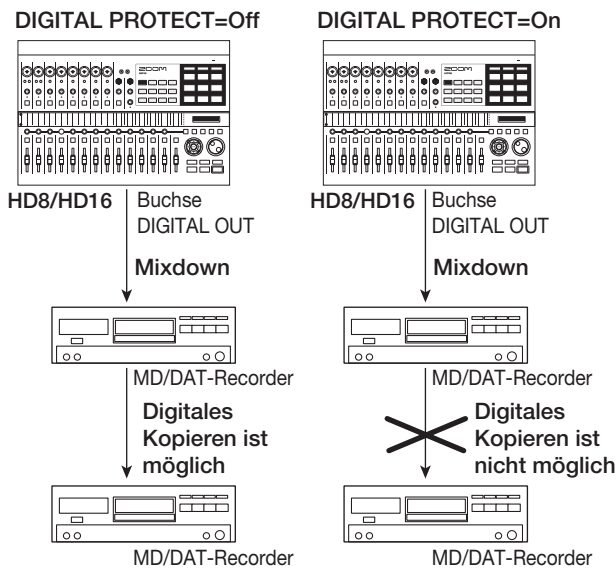 DIGITAL PROTECT=Off
HD8/HD16
Buchse
DIGITAL OUT
Mixdown
MD/DAT-Recorder
Digitales
Kopieren ist
möglich
MD/DAT-Recorder
DIGITAL PROTECT=On
HD8/HD16
Buchse
DIGITAL OUT
Mixdown
MD/DAT-Recorder
Digitales
Kopieren ist
nicht möglich
MD/DAT-Recorder
ZOOM
ZOOM